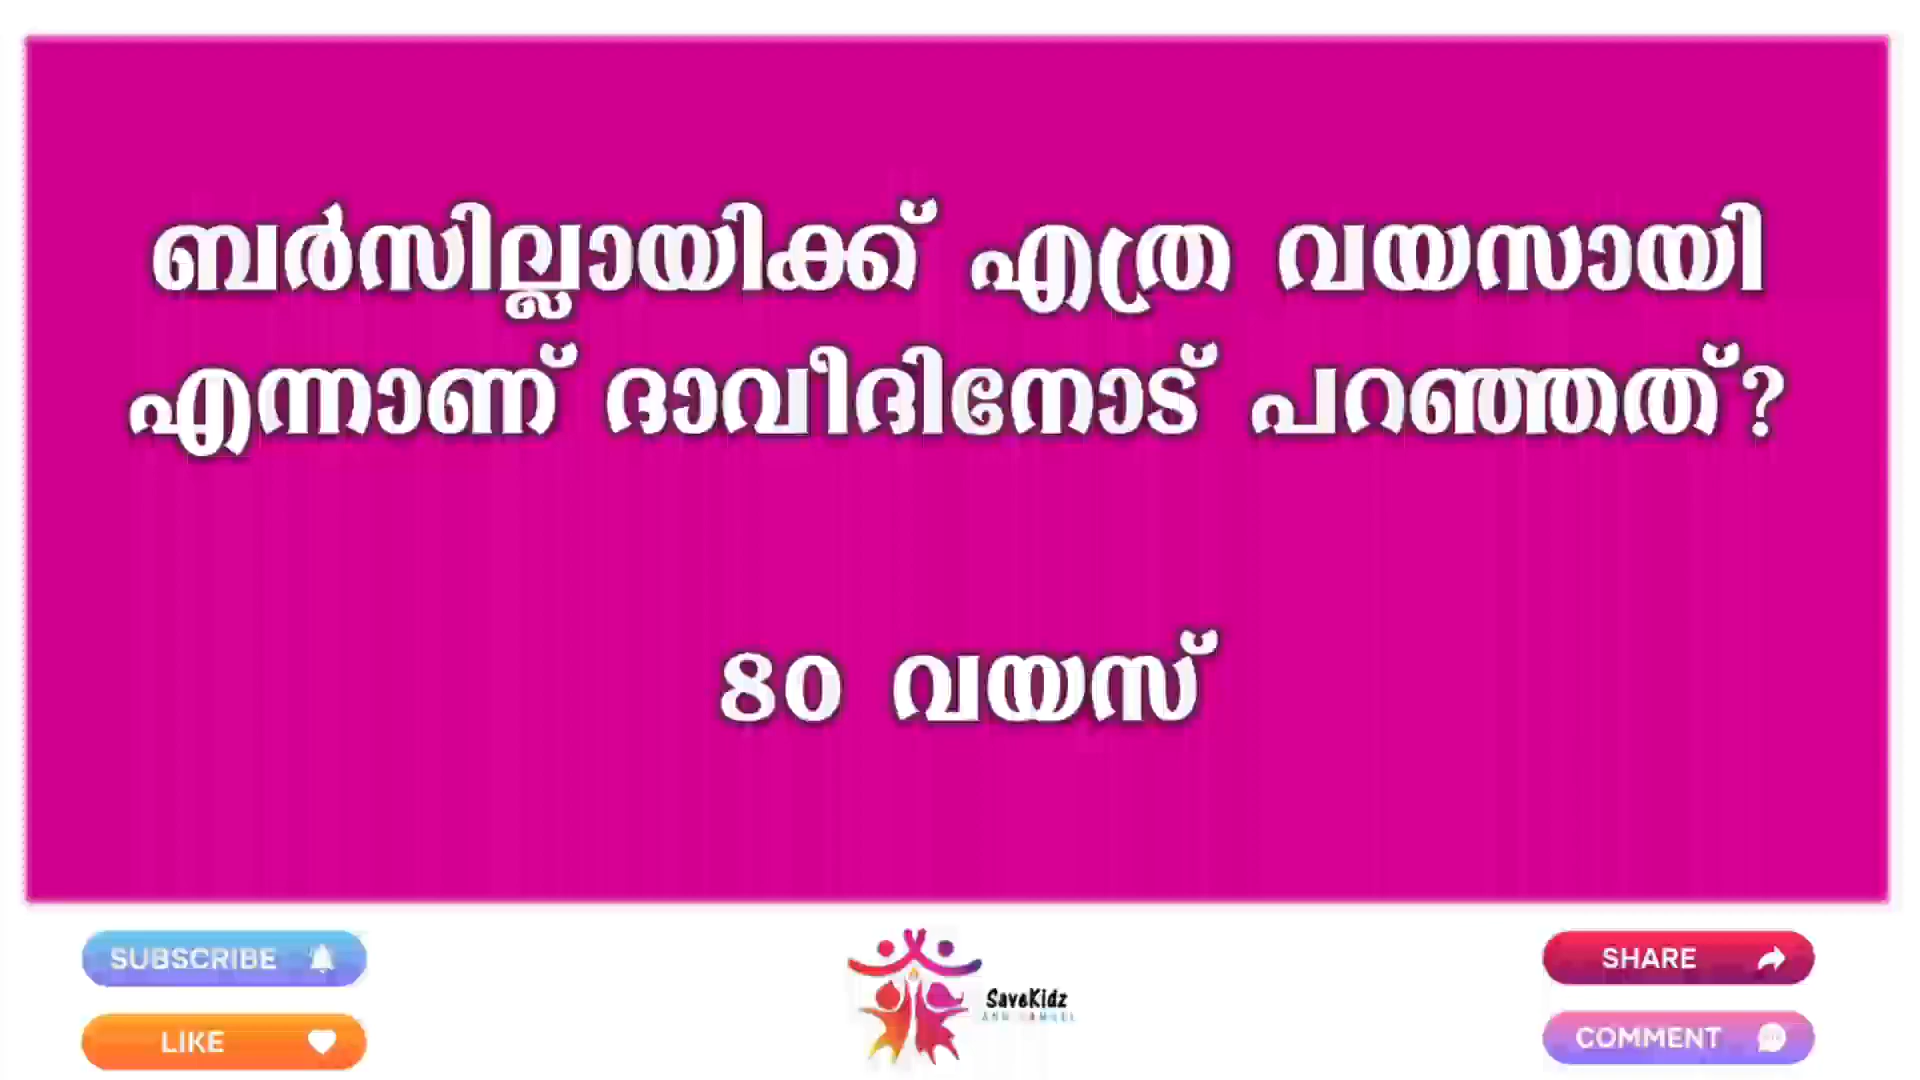 ബർസില്ലായിക്ക് എത്ര വയസായി
എന്നാണ് ദാവീദിനോട് പറഞ്ഞത്?
80 വയസ്
SUBSCRIBE
LIKE
SaveKidz
SHARE
COMMENT